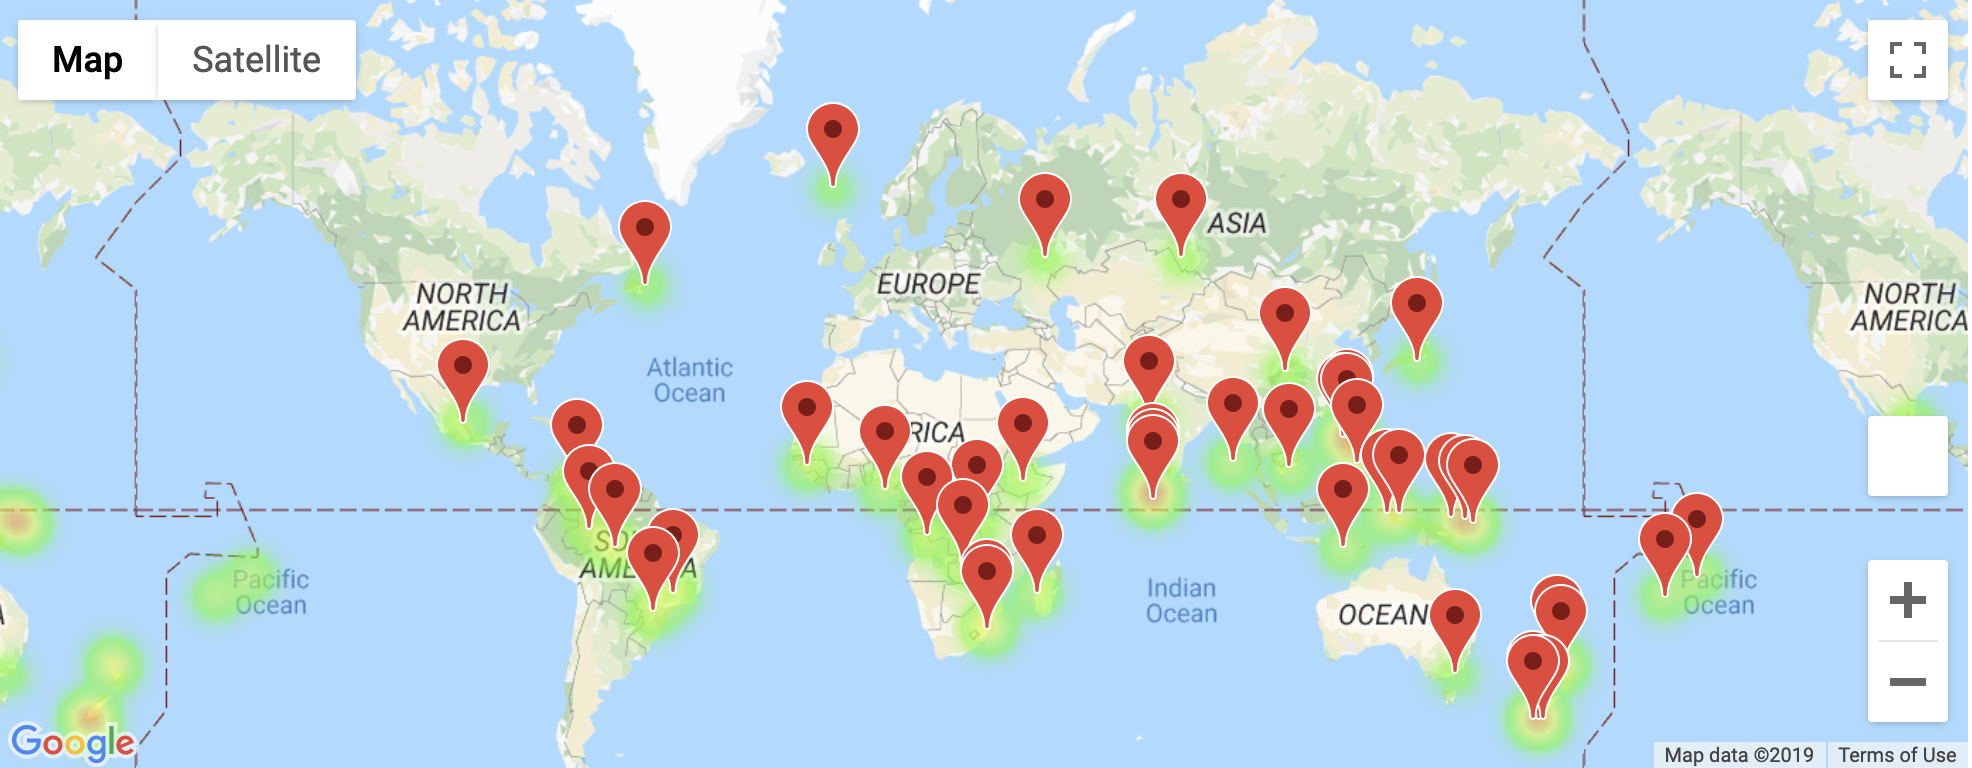 Map
Satellite
ASIA
EUROPE
NORTH
AMERICA
NORTH
AMERICA
Atlantic
Ocean
RICA
SO
AME
A
Pacific
Ocean
Indian
Ocean
OCEAN
Pacific
Ocean
A
Google
Map data ©2019
Terms of Use